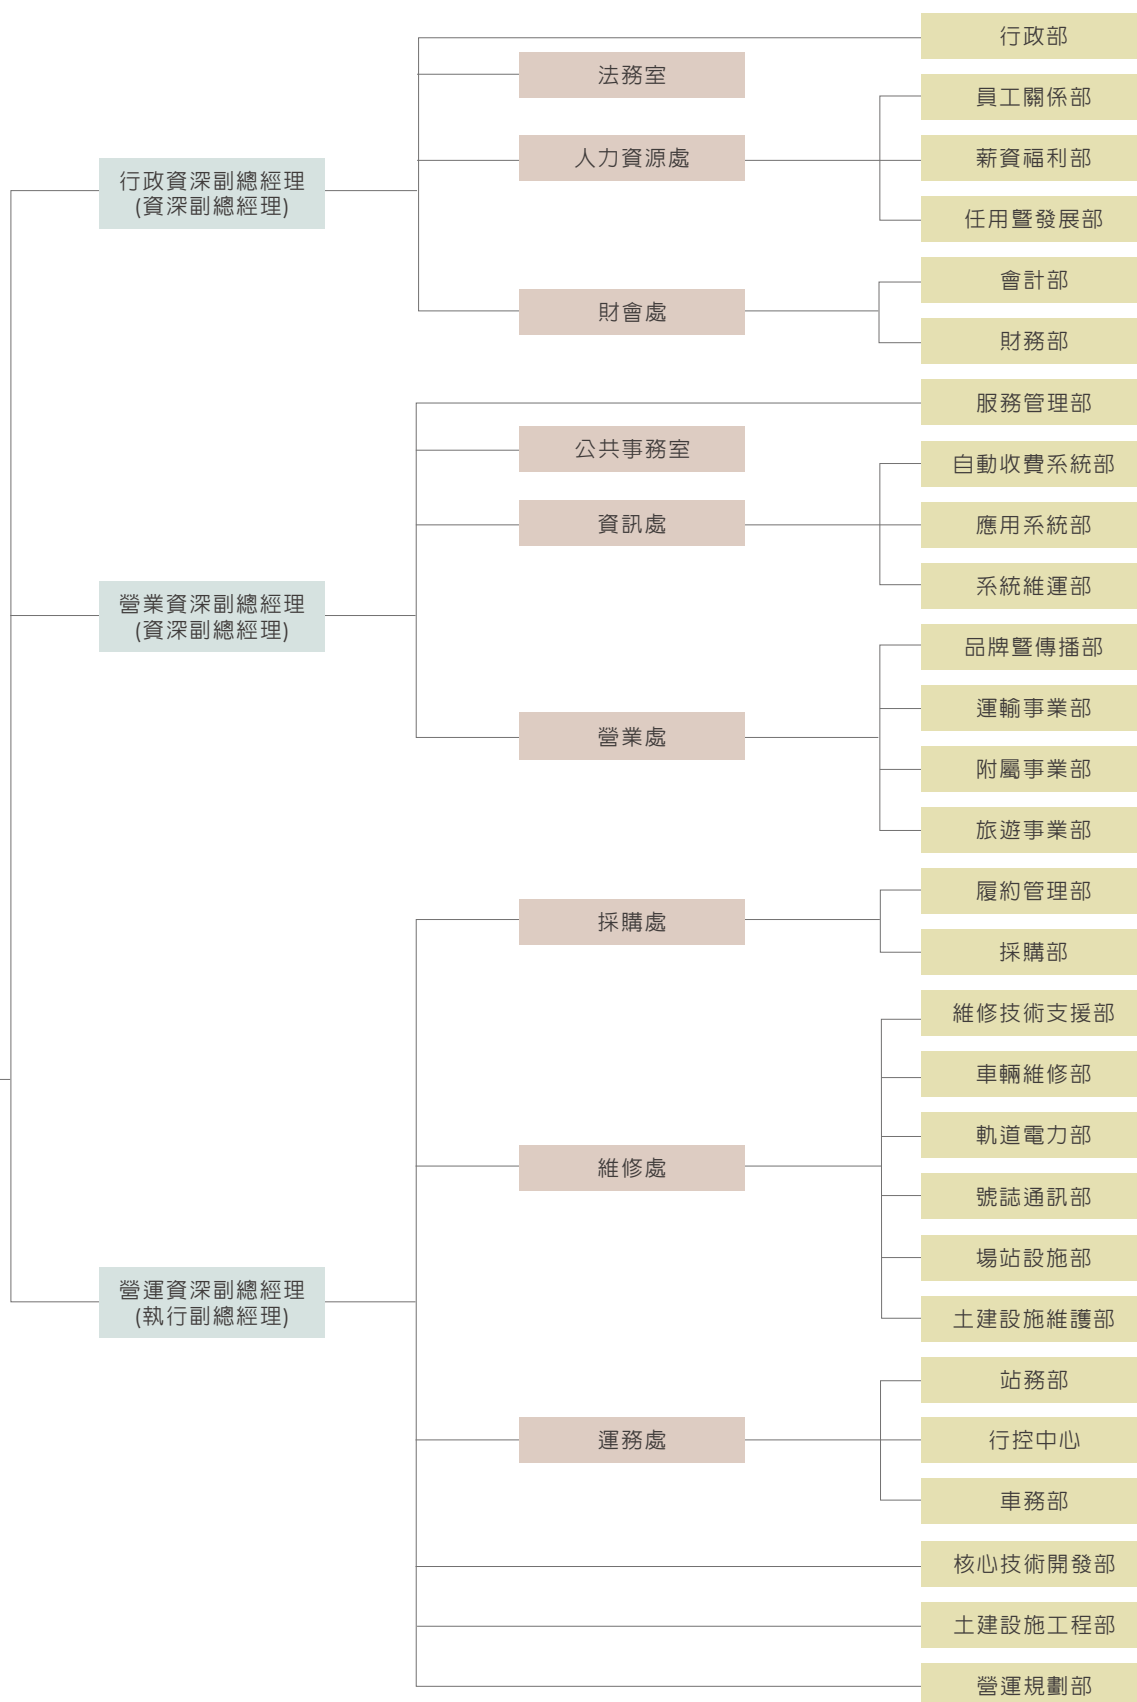 行政部
法務室
員工關係部
人力資源處
薪資福利部
行政資深副總經理
(資深副總經理)
任用暨發展部
會計部
財會處
財務部
服務管理部
公共事務室
自動收費系統部
資訊處
應用系統部
系統維運部
營業資深副總經理
(資深副總經理)
品牌暨傳播部
運輸事業部
營業處
附屬事業部
旅遊事業部
履約管理部
採購處
採購部
維修技術支援部
車輛維修部
軌道電力部
維修處
號誌通訊部
場站設施部
營運資深副總經理
(執行副總經理)
土建設施維護部
站務部
運務處
行控中心
車務部
核心技術開發部
土建設施工程部
營運規劃部